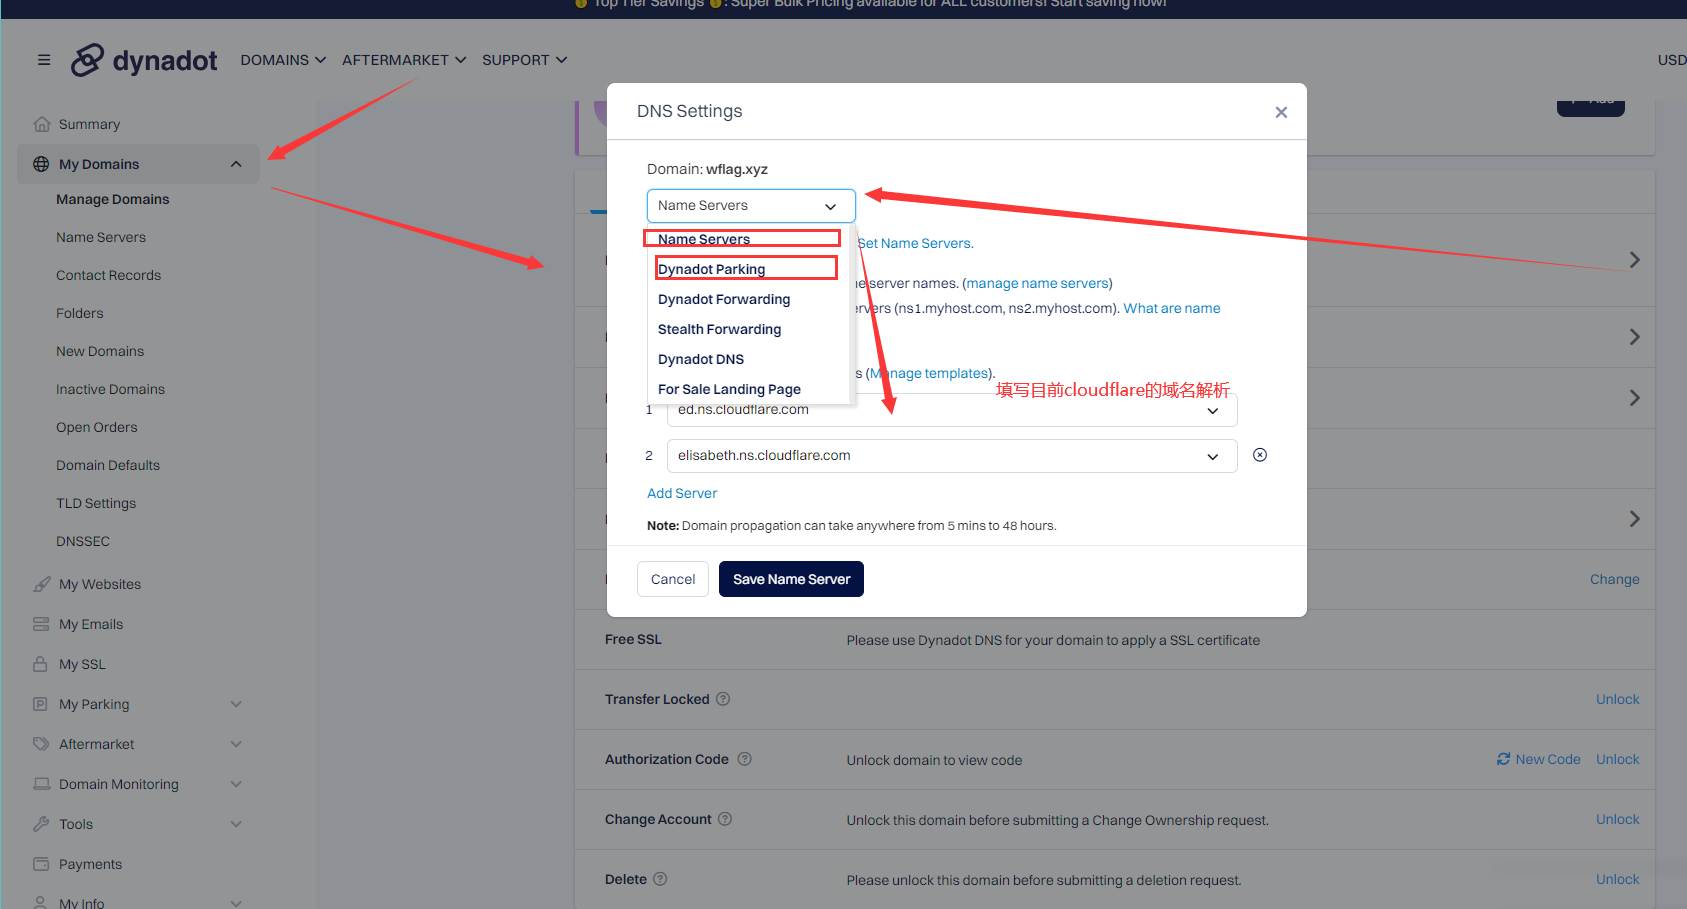 Top Tier Savings : Super Bulk Pricing available for ALL customers! Start saving now!
dynadot DOMAINS AFTERMARKET SUPPORT USD
Summary
My Domains
Manage Domains
Name Servers
Contact Records
Folders
New Domains
Inactive Domains
Open Orders
Domain Defaults
TLD Settings
DNSSEC
My Websites
My Emails
My SSL
My Parking
Aftermarket
Domain Monitoring
Tools
Payments
My Info
+ Add
DNS Settings
Domain: wflag.xyz
Name Servers
Name Servers
Dynadot Parking
Dynadot Forwarding
Stealth Forwarding
Dynadot DNS
For Sale Landing Page
Set Name Servers.
server names. (manage name servers)
(ns1.myhost.com, ns2.myhost.com). What are name
(Manage templates).
填写目前cloudflare的域名解析
1 ed.ns.cloudflare.com
2 elisabeth.ns.cloudflare.com
Add Server
Note: Domain propagation can take anywhere from 5 mins to 48 hours.
Cancel Save Name Server
Change
Free SSL Please use Dynadot DNS for your domain to apply a SSL certificate
Transfer Locked Unlock
Authorization Code Unlock domain to view code New Code Unlock
Change Account Unlock this domain before submitting a Change Ownership request. Unlock
Delete Please unlock this domain before submitting a deletion request. Unlock